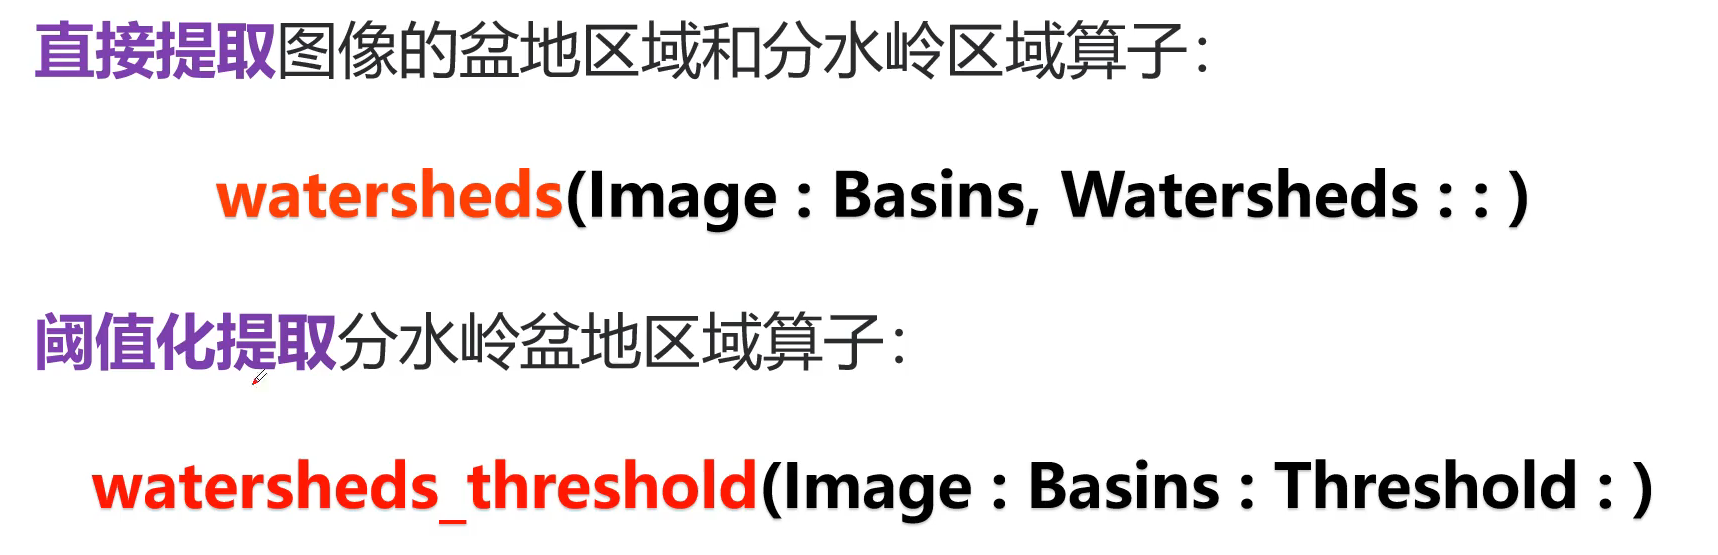 直接提取图像的盆地区域和分水岭区域算子：
watersheds(Image : Basins, Watersheds : : )
阈值化提取分水岭盆地区域算子：
watersheds_threshold(Image : Basins : Threshold : )